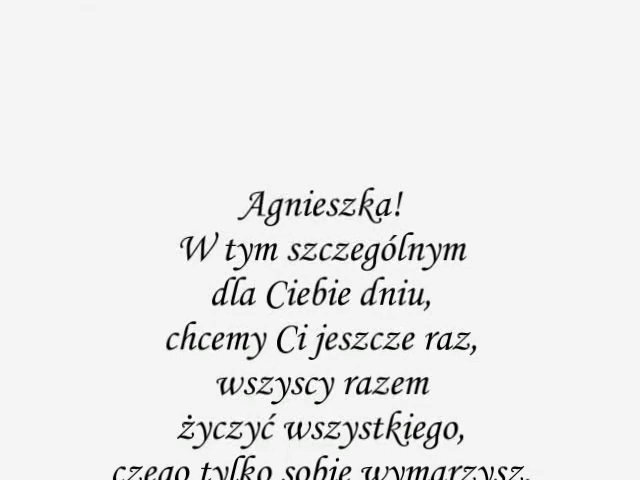 Agnieszka!
W tym szczególnym
dla Ciebie dniu,
chcemy Ci jeszcze raz,
wszyscy razem
życzyć wszystkiego,
czego tylko sobie wymarzysz.